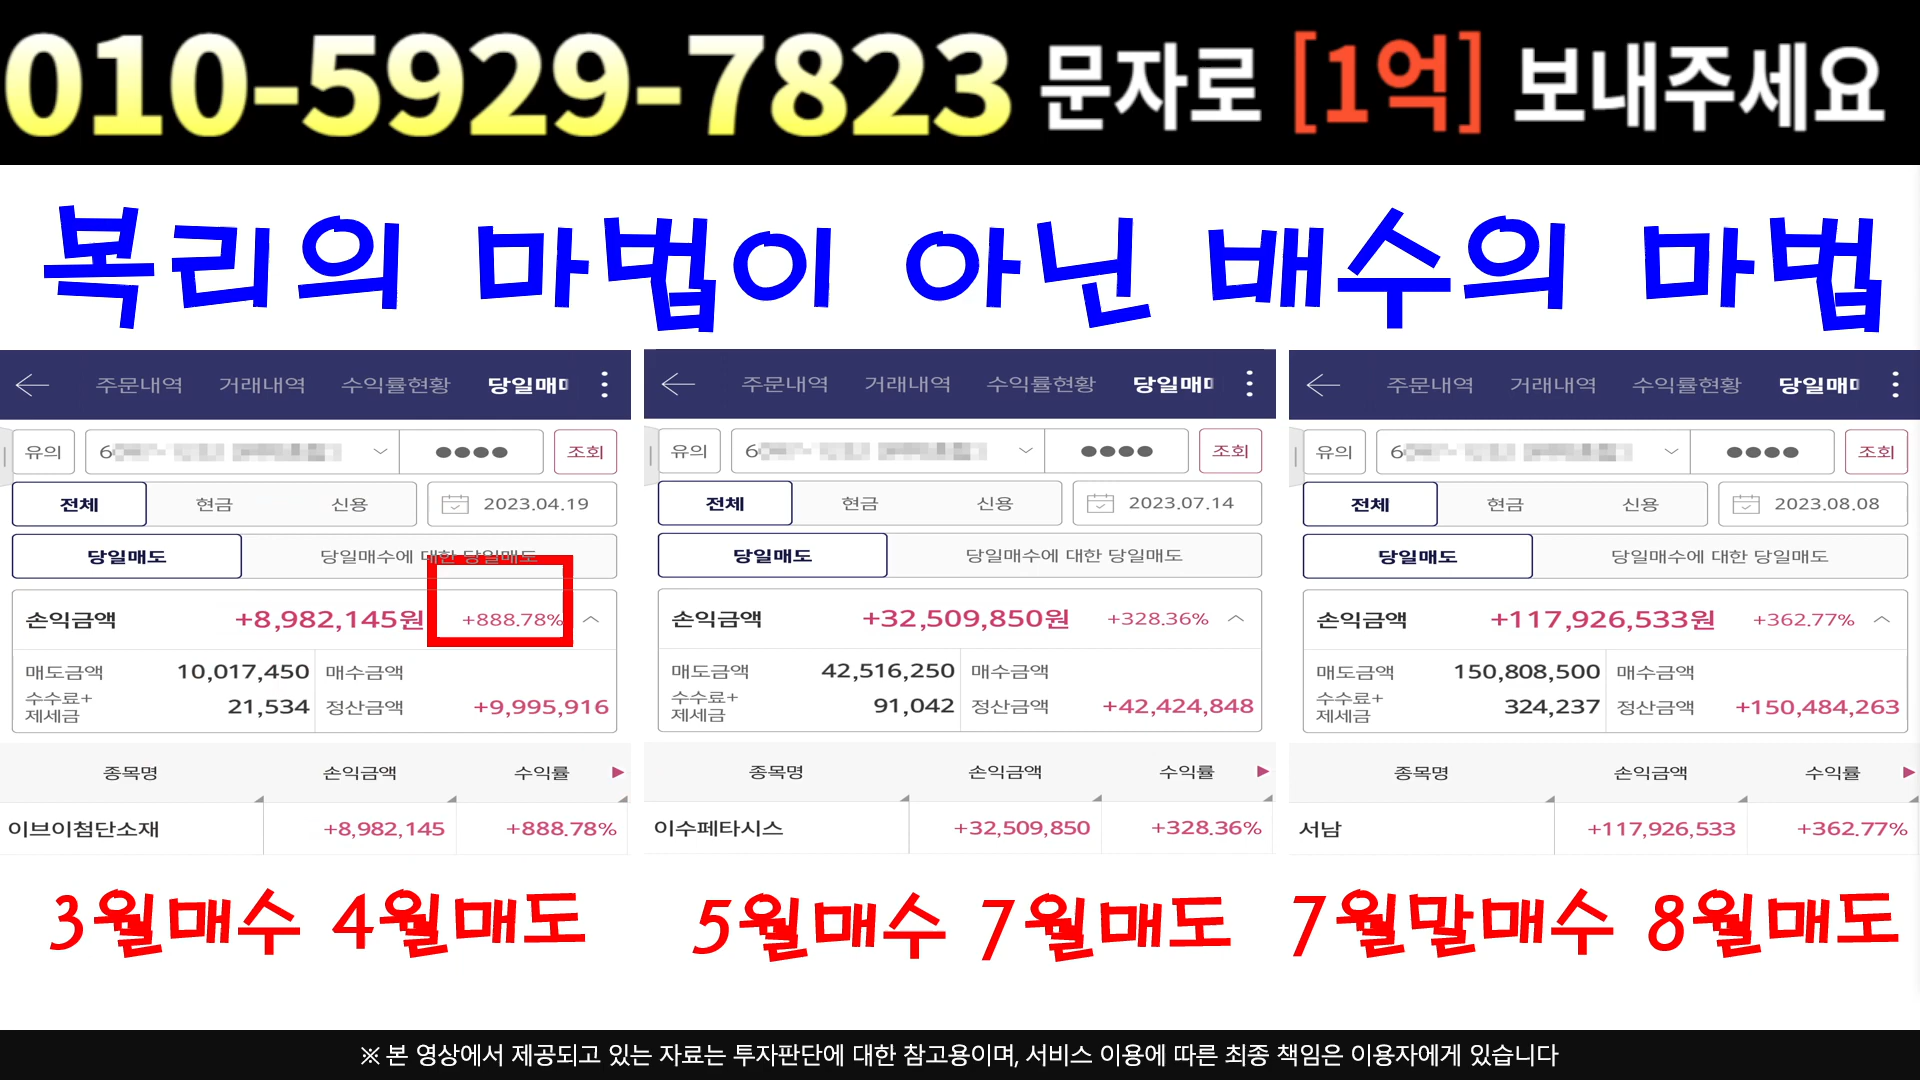 010-5929-7823 문자로 [1억] 보내주세요
복리의 마법이 아닌 배수의 마법
주문내역 거래내역 수익률현황 당일매매
유의 6 ●●●● 조회
전체 현금 신용 2023.04.19
당일매도 당일매수에 대한 당일매도
손익금액 +8,982,145원 +888.78%
매도금액 10,017,450 매수금액
수수료+
제세금 21,534 정산금액 +9,995,916
종목명 손익금액 수익률
이브이첨단소재 +8,982,145 +888.78%
3월매수 4월매도
주문내역 거래내역 수익률현황 당일매매
유의 6 ●●●● 조회
전체 현금 신용 2023.07.14
당일매도 당일매수에 대한 당일매도
손익금액 +32,509,850원 +328.36%
매도금액 42,516,250 매수금액
수수료+
제세금 91,042 정산금액 +42,424,848
종목명 손익금액 수익률
이수페타시스 +32,509,850 +328.36%
5월매수 7월매도
주문내역 거래내역 수익률현황 당일매매
유의 6 ●●●● 조회
전체 현금 신용 2023.08.08
당일매도 당일매수에 대한 당일매도
손익금액 +117,926,533원 +362.77%
매도금액 150,808,500 매수금액
수수료+
제세금 324,237 정산금액 +150,484,263
종목명 손익금액 수익률
서남 +117,926,533 +362.77%
7월말매수 8월매도
※ 본 영상에서 제공되고 있는 자료는 투자판단에 대한 참고용이며, 서비스 이용에 따른 최종 책임은 이용자에게 있습니다